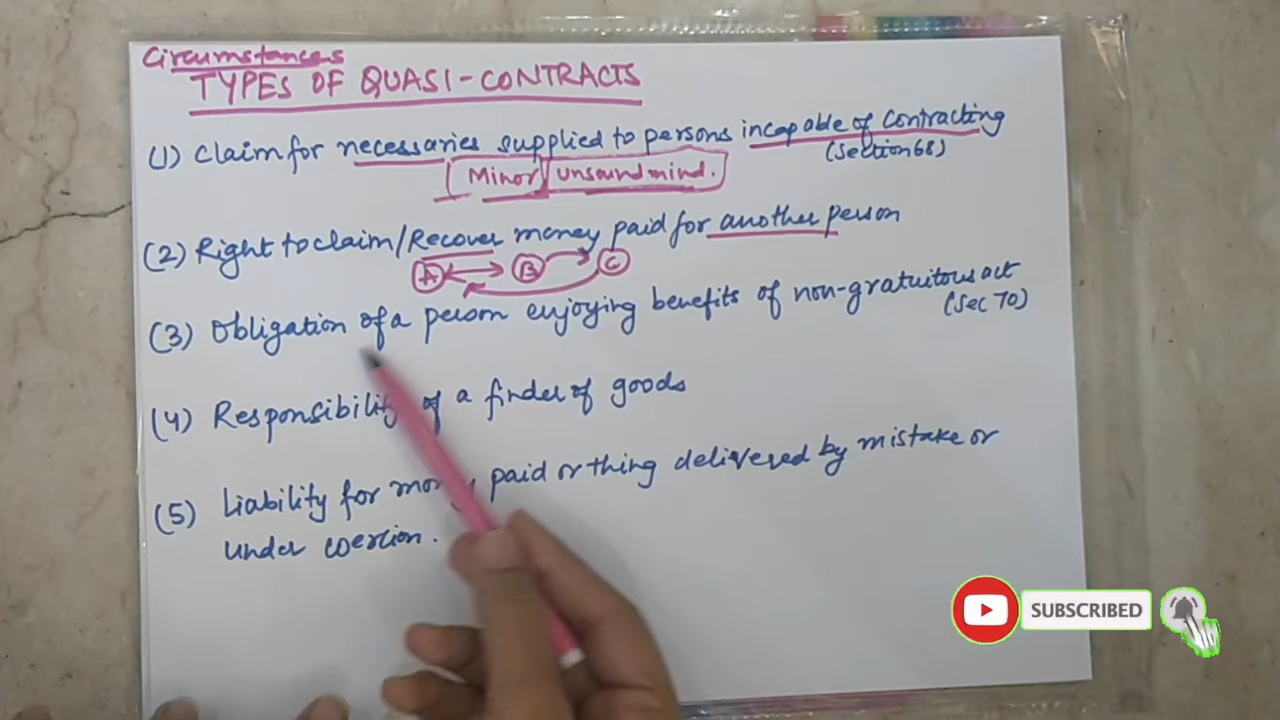 Circumstances
TYPES OF QUASI-CONTRACTS
(1) Claim for necessaries supplied to persons incapable of contracting
(Section 68)
Minor unsound mind.
(2) Right to claim/Recover money paid for another person
A B C
(3) Obligation of a person enjoying benefits of non-gratuitous act
(Sec 70)
(4) Responsibility of a finder of goods
(5) Liability for money paid or thing delivered by mistake or
under coercion.
SUBSCRIBED